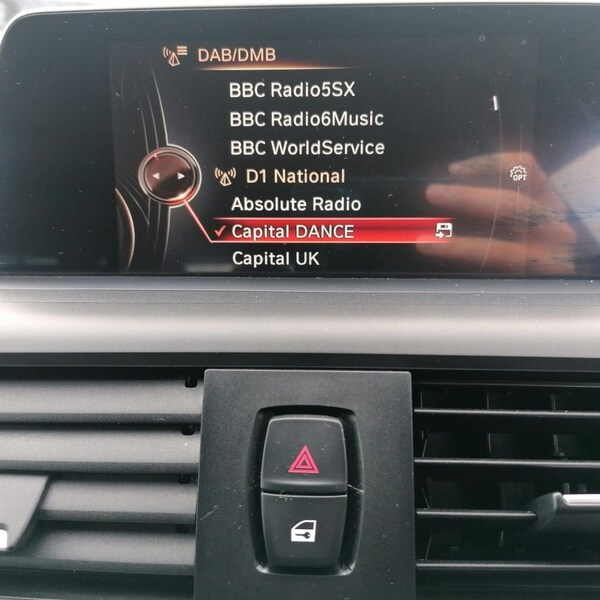 DAB/DMB
BBC Radio5SX
BBC Radio6Music
BBC WorldService
D1 National
OPT
Absolute Radio
Capital DANCE
Capital UK